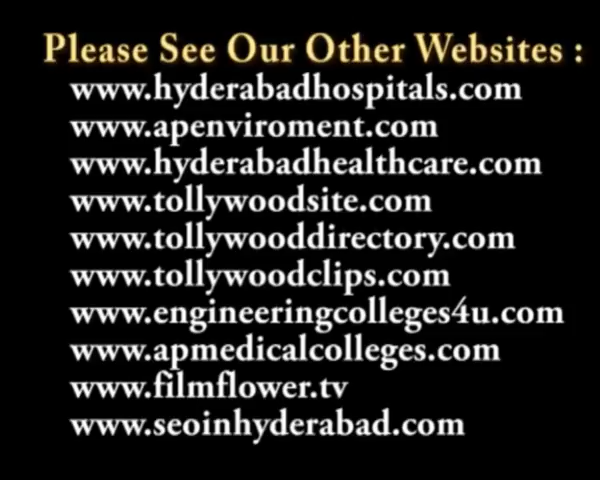 Please See Our Other Websites :
www.hyderabadhospitals.com
www.apenviroment.com
www.hyderabadhealthcare.com
www.tollywoodsite.com
www.tollywooddirectory.com
www.tollywoodclips.com
www.engineeringcolleges4u.com
www.apmedicalcolleges.com
www.filmflower.tv
www.seoinhyderabad.com